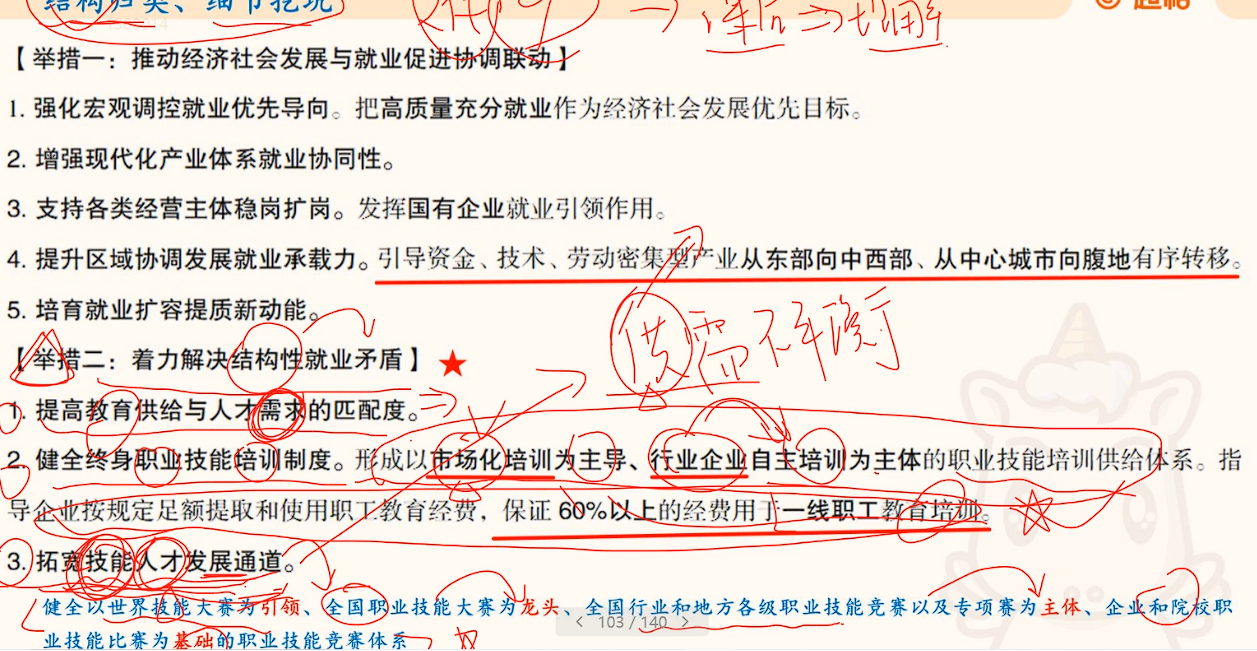 结构归类、细节挖坑
供 → 课后 → 理解
【举措一：推动经济社会发展与就业促进协调联动】
1. 强化宏观调控就业优先导向。把高质量充分就业作为经济社会发展优先目标。
2. 增强现代化产业体系就业协同性。
3. 支持各类经营主体稳岗扩岗。发挥国有企业就业引领作用。
4. 提升区域协调发展就业承载力。引导资金、技术、劳动密集型产业从东部向中西部、从中心城市向腹地有序转移。
5. 培育就业扩容提质新动能。
供需不平衡
【举措二：着力解决结构性就业矛盾】★
1. 提高教育供给与人才需求的匹配度。
2. 健全终身职业技能培训制度。形成以市场化培训为主导、行业企业自主培训为主体的职业技能培训供给体系。指
导企业按规定足额提取和使用职工教育经费，保证 60%以上的经费用于一线职工教育培训。
3. 拓宽技能人才发展通道。
健全以世界技能大赛为引领、全国职业技能大赛为龙头、全国行业和地方各级职业技能竞赛以及专项赛为主体、企业和院校职
业技能比赛为基础的职业技能竞赛体系
103 / 140